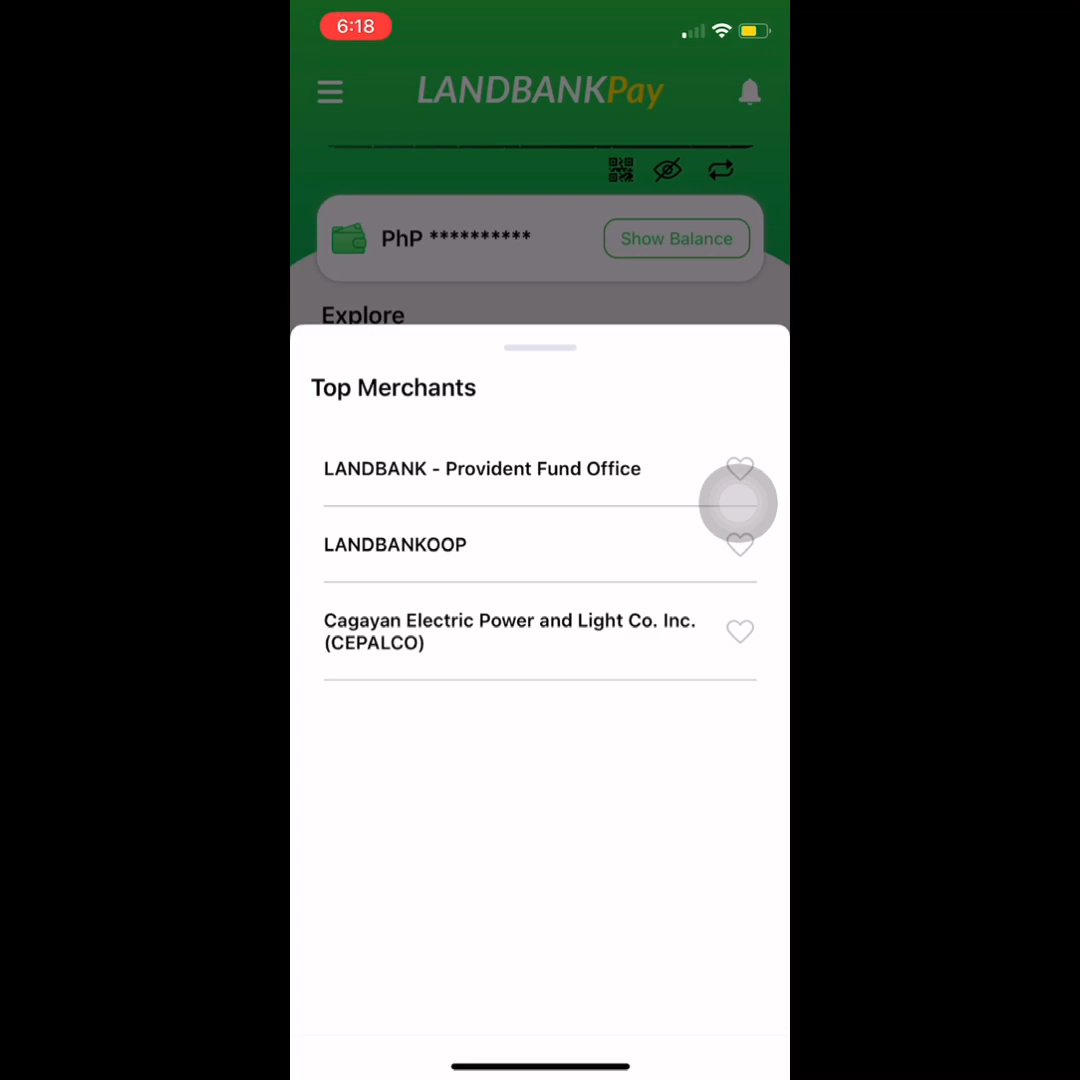 6:18
LANDBANKPay
PhP **********
Show Balance
Explore
Top Merchants
LANDBANK - Provident Fund Office
LANDBANKOOP
Cagayan Electric Power and Light Co. Inc.
(CEPALCO)